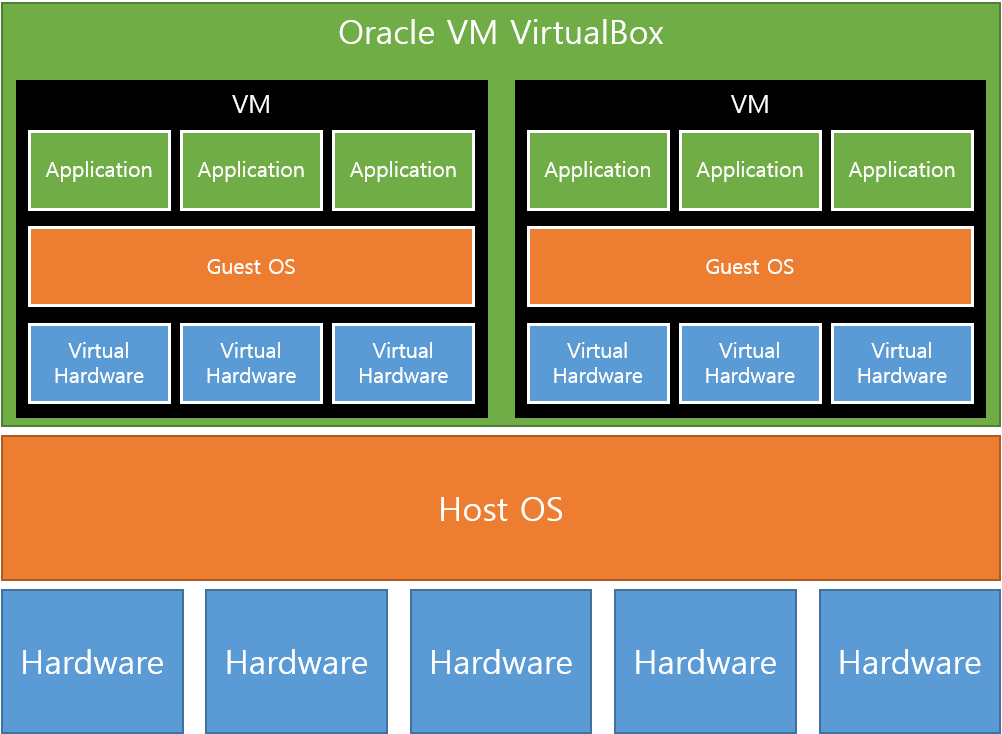 Oracle VM VirtualBox
VM
Application Application Application
Guest OS
Virtual Hardware Virtual Hardware Virtual Hardware
VM
Application Application Application
Guest OS
Virtual Hardware Virtual Hardware Virtual Hardware
Host OS
Hardware Hardware Hardware Hardware Hardware